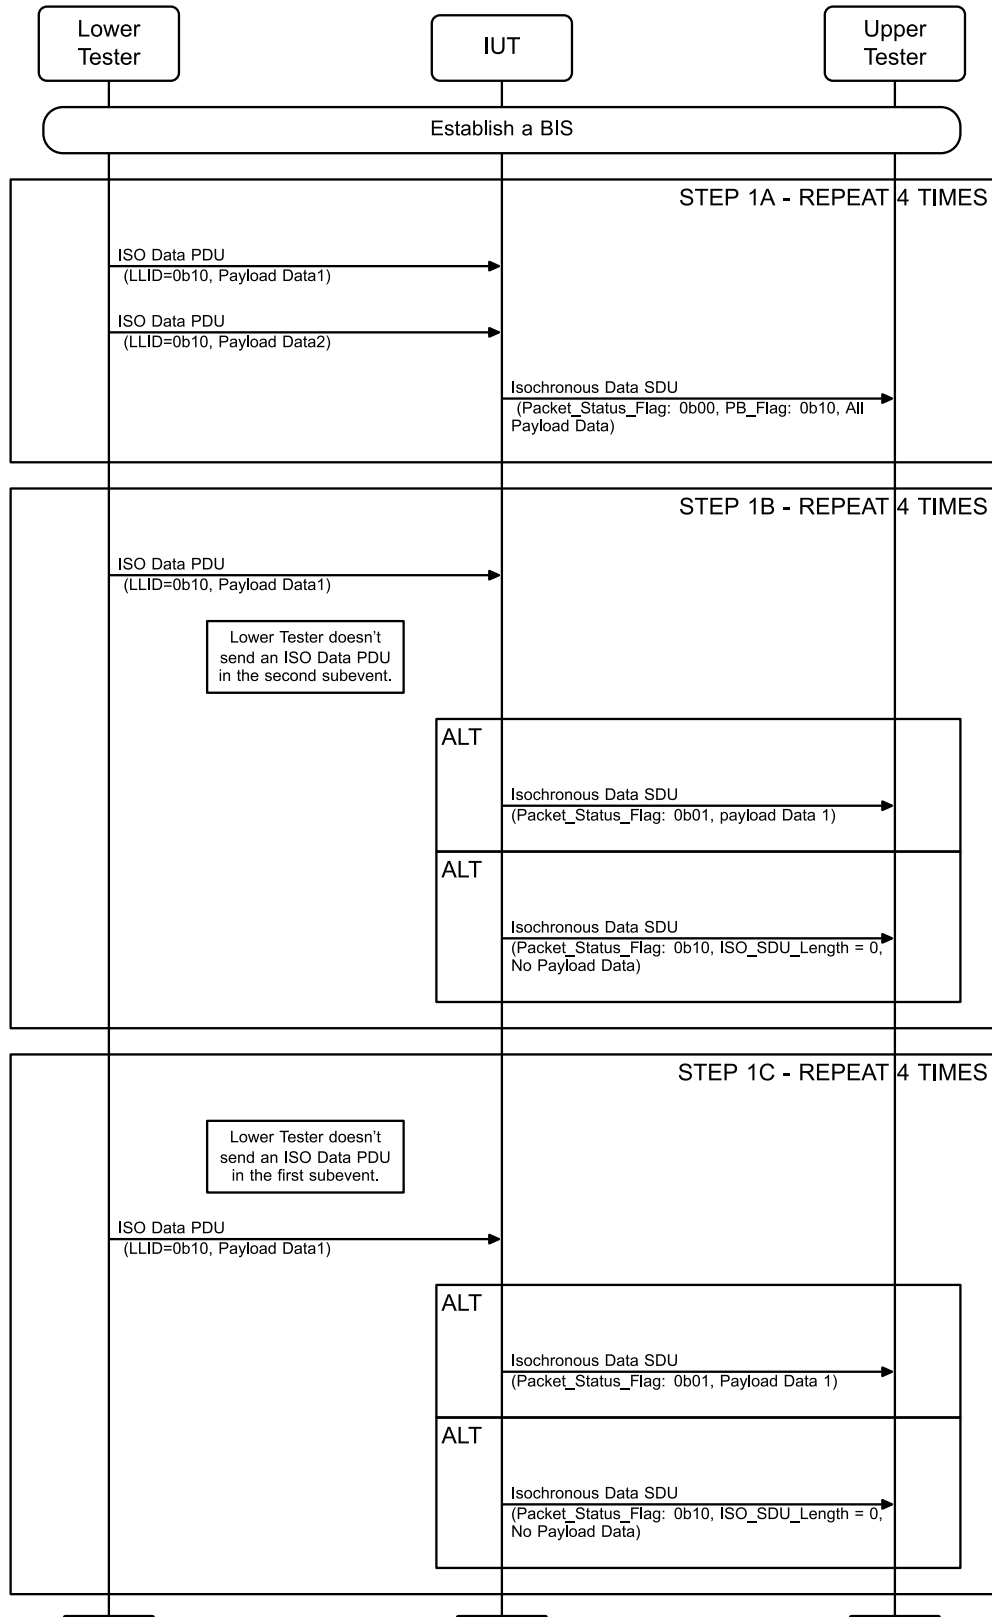 Lower
Tester
IUT
Upper
Tester
Establish a BIS
STEP 1A - REPEAT 4 TIMES
ISO Data PDU
(LLID=0b10, Payload Data1)
ISO Data PDU
(LLID=0b10, Payload Data2)
Isochronous Data SDU
(Packet_Status_Flag: 0b00, PB_Flag: 0b10, All
Payload Data)
STEP 1B - REPEAT 4 TIMES
ISO Data PDU
(LLID=0b10, Payload Data1)
Lower Tester doesn't
send an ISO Data PDU
in the second subevent.
ALT
Isochronous Data SDU
(Packet_Status_Flag: 0b01, payload Data 1)
ALT
Isochronous Data SDU
(Packet_Status_Flag: 0b10, ISO_SDU_Length = 0,
No Payload Data)
STEP 1C - REPEAT 4 TIMES
Lower Tester doesn't
send an ISO Data PDU
in the first subevent.
ISO Data PDU
(LLID=0b10, Payload Data1)
ALT
Isochronous Data SDU
(Packet_Status_Flag: 0b01, Payload Data 1)
ALT
Isochronous Data SDU
(Packet_Status_Flag: 0b10, ISO_SDU_Length = 0,
No Payload Data)